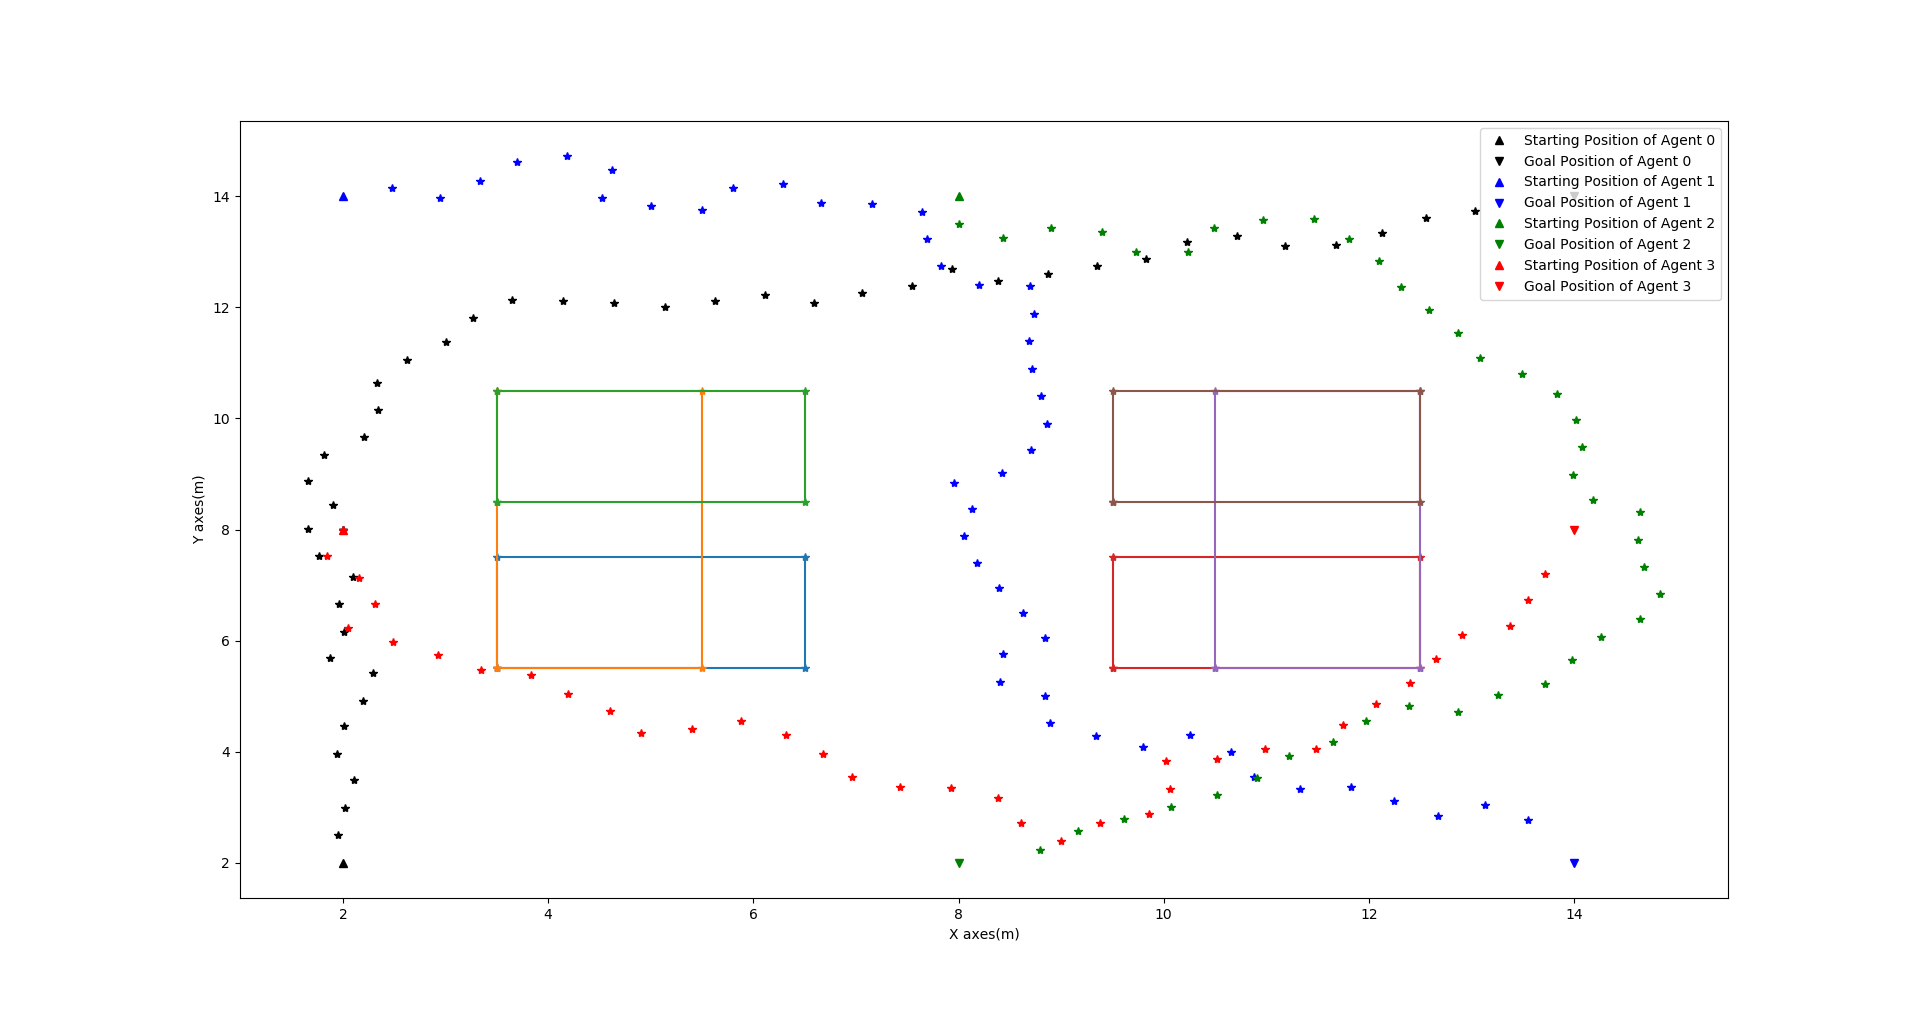 Starting Position of Agent 0
Goal Position of Agent 0
Starting Position of Agent 1
Goal Position of Agent 1
Starting Position of Agent 2
Goal Position of Agent 2
Starting Position of Agent 3
Goal Position of Agent 3
Y axes(m)
14
12
10
8
6
4
2
2 4 6 8 10 12 14
X axes(m)